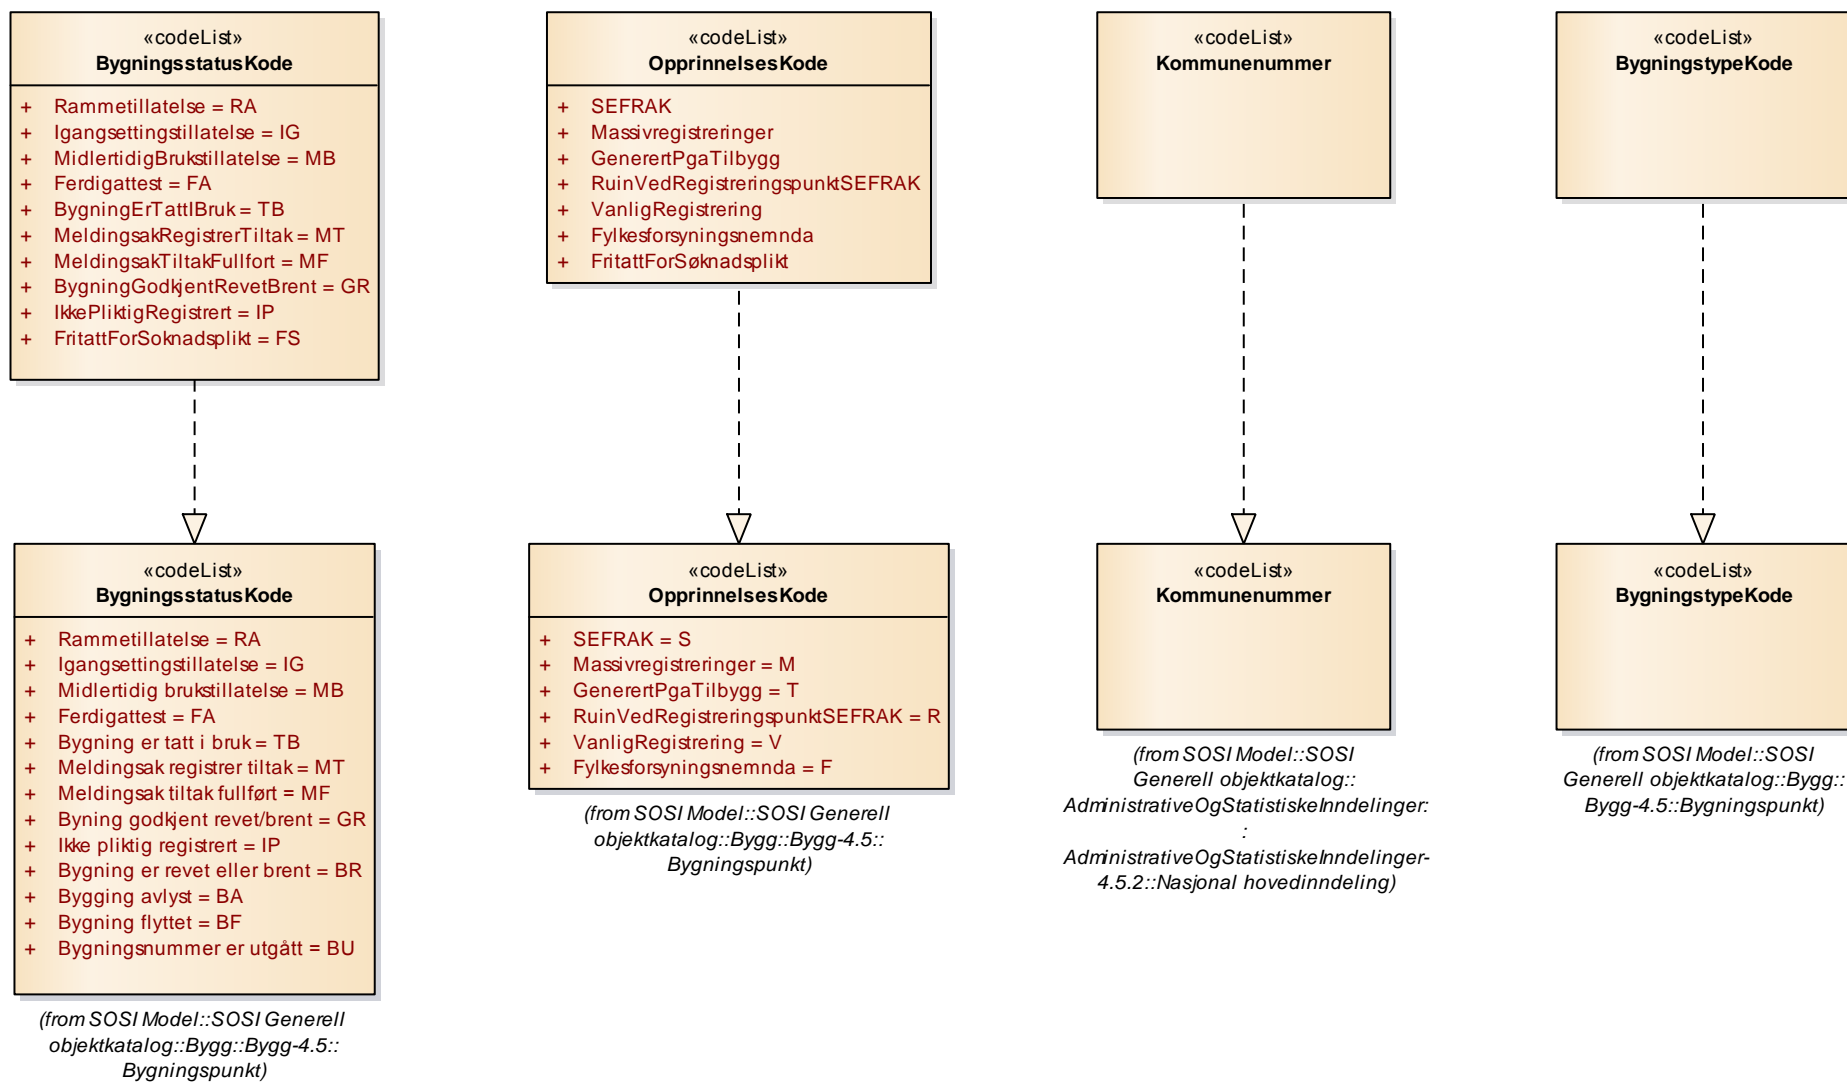 «codeList»
BygningsstatusKode
+ Rammetillatelse = RA
+ Igangsettingstillatelse = IG
+ MidlertidigBrukstillatelse = MB
+ Ferdigattest = FA
+ BygningErTattIBruk = TB
+ MeldingsakRegistrerTiltak = MT
+ MeldingsakTiltakFullfort = MF
+ BygningGodkjentRevetBrent = GR
+ IkkePliktigRegistrert = IP
+ FritattForSoknadsplikt = FS
«codeList»
OpprinnelsesKode
+ SEFRAK
+ Massivregistreringer
+ GenerertPgaTilbygg
+ RuinVedRegistreringspunktSEFRAK
+ VanligRegistrering
+ Fylkesforsyningsnemnda
+ FritattForSøknadsplikt
«codeList»
Kommunenummer
«codeList»
BygningstypeKode
«codeList»
BygningsstatusKode
+ Rammetillatelse = RA
+ Igangsettingstillatelse = IG
+ Midlertidig brukstillatelse = MB
+ Ferdigattest = FA
+ Bygning er tatt i bruk = TB
+ Meldingsak registrer tiltak = MT
+ Meldingsak tiltak fullført = MF
+ Byning godkjent revet/brent = GR
+ Ikke pliktig registrert = IP
+ Bygning er revet eller brent = BR
+ Bygging avlyst = BA
+ Bygning flyttet = BF
+ Bygningsnummer er utgått = BU
(from SOSI Model::SOSI Generell
objektkatalog::Bygg::Bygg-4.5::
Bygningspunkt)
«codeList»
OpprinnelsesKode
+ SEFRAK = S
+ Massivregistreringer = M
+ GenerertPgaTilbygg = T
+ RuinVedRegistreringspunktSEFRAK = R
+ VanligRegistrering = V
+ Fylkesforsyningsnemnda = F
(from SOSI Model::SOSI Generell
objektkatalog::Bygg::Bygg-4.5::
Bygningspunkt)
«codeList»
Kommunenummer
(from SOSI Model::SOSI
Generell objektkatalog::
AdministrativeOgStatistiskeInndelinger:
:
AdministrativeOgStatistiskeInndelinger-
4.5.2::Nasjonal hovedinndeling)
«codeList»
BygningstypeKode
(from SOSI Model::SOSI
Generell objektkatalog::Bygg::
Bygg-4.5::Bygningspunkt)